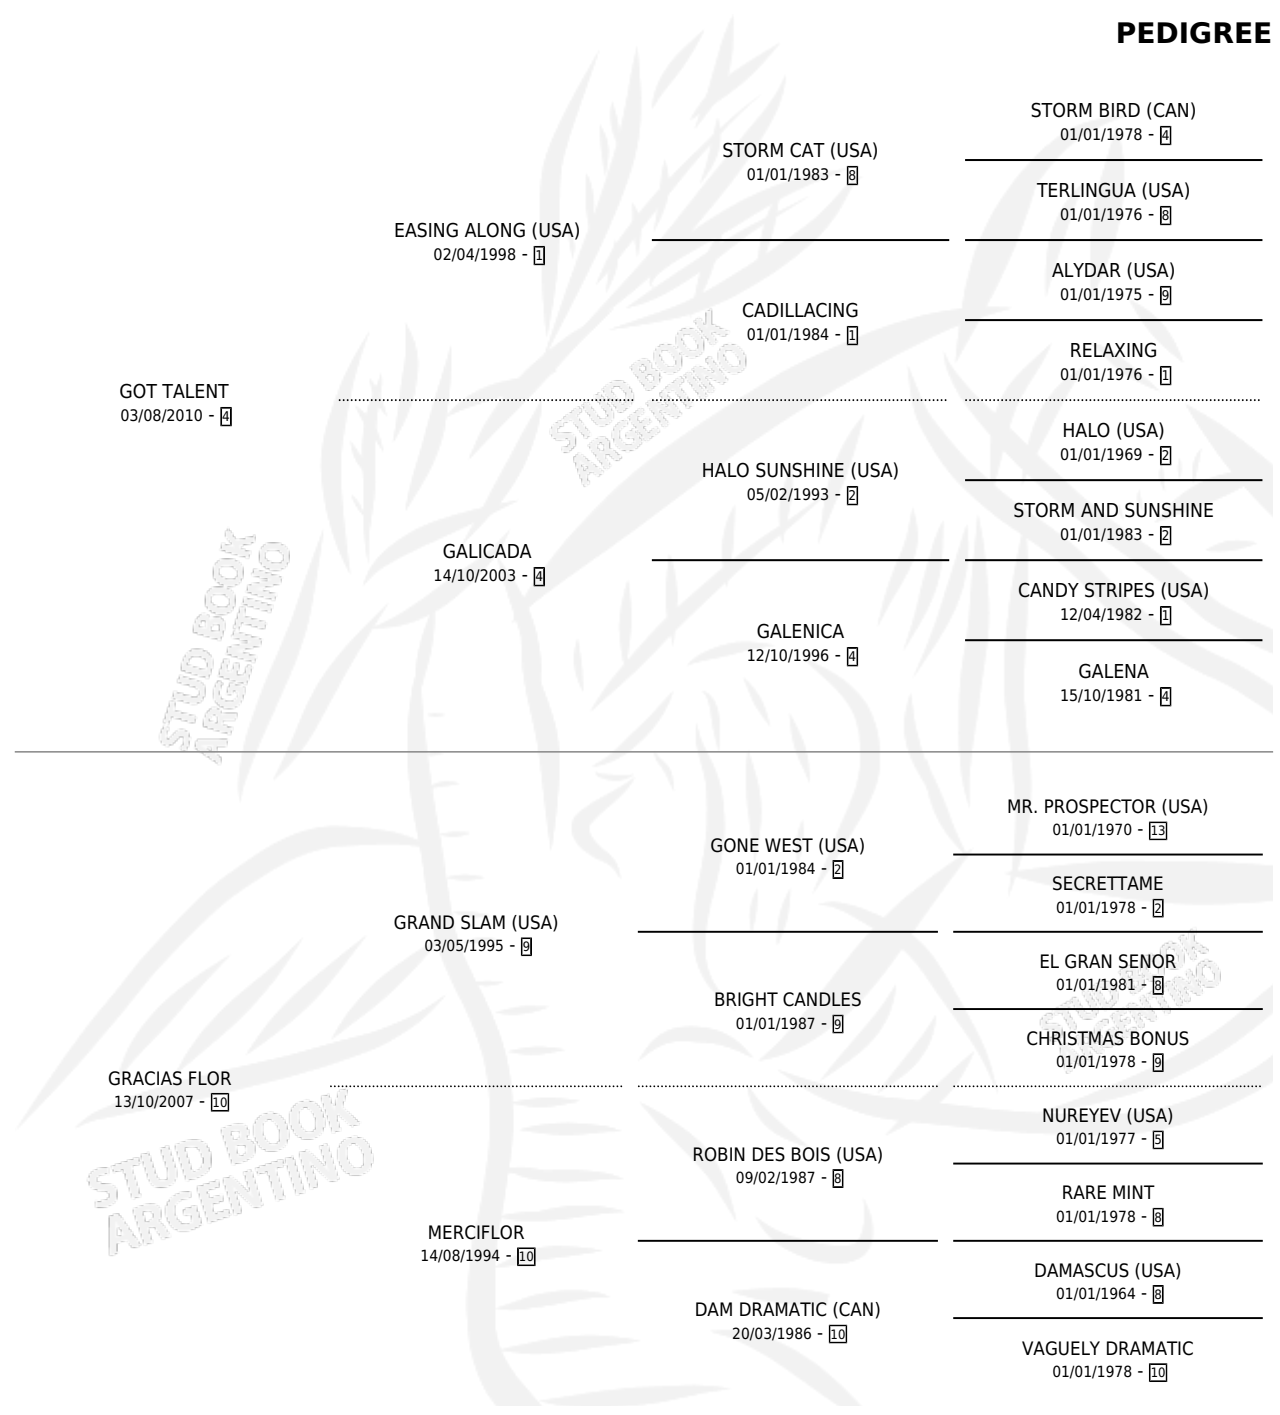 PEDIGREE
STORM BIRD (CAN)
01/01/1978 - 4
STORM CAT (USA)
01/01/1983 - 8
TERLINGUA (USA)
01/01/1976 - 8
EASING ALONG (USA)
02/04/1998 - 1
ALYDAR (USA)
01/01/1975 - 9
CADILLACING
01/01/1984 - 1
RELAXING
01/01/1976 - 1
GOT TALENT
03/08/2010 - 4
STUD BOOK
ARGENTINO
HALO (USA)
01/01/1969 - 2
HALO SUNSHINE (USA)
05/02/1993 - 2
STORM AND SUNSHINE
01/01/1983 - 2
GALICADA
14/10/2003 - 4
CANDY STRIPES (USA)
12/04/1982 - 1
GALENICA
12/10/1996 - 4
GALENA
15/10/1981 - 4
STUD BOOK
ARGENTINO
MR. PROSPECTOR (USA)
01/01/1970 - 13
GONE WEST (USA)
01/01/1984 - 2
SECRETTAME
01/01/1978 - 2
GRAND SLAM (USA)
03/05/1995 - 9
EL GRAN SENOR
01/01/1981 - 8
STUD BOOK
ARGENTINO
BRIGHT CANDLES
01/01/1987 - 9
CHRISTMAS BONUS
01/01/1978 - 9
GRACIAS FLOR
13/10/2007 - 10
STUD BOOK
ARGENTINO
NUREYEV (USA)
01/01/1977 - 5
ROBIN DES BOIS (USA)
09/02/1987 - 8
RARE MINT
01/01/1978 - 8
MERCIFLOR
14/08/1994 - 10
DAMASCUS (USA)
01/01/1964 - 8
DAM DRAMATIC (CAN)
20/03/1986 - 10
VAGUELY DRAMATIC
01/01/1978 - 10